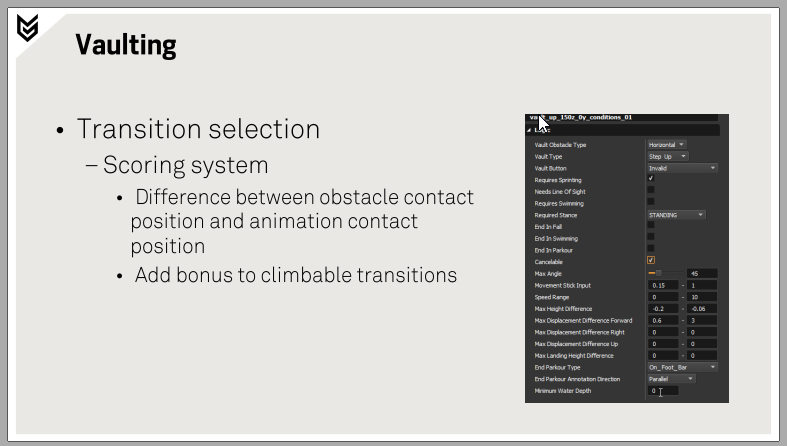 Vaulting
• Transition selection
– Scoring system
• Difference between obstacle contact
position and animation contact
position
• Add bonus to climbable transitions
up_150z_0y_conditions_01
Vault Obstacle Type Horizontal
Vault Type Step Up
Vault Button Invalid
Requires Sprinting
Needs Line Of Sight
Requires Swimming
Required Stance STANDING
End In Fall
End In Swimming
End In Parkour
Cancelable
Max Angle 45
Movement Stick Input 0.15 - 1
Speed Range 0 - 10
Max Height Difference -0.2 - -0.06
Max Displacement Difference Forward 0.6 - 3
Max Displacement Difference Right 0 - 0
Max Displacement Difference Up 0 - 0
Max Landing Height Difference 0 - 0
End Parkour Type On_Foot_Bar
End Parkour Annotation Direction Parallel
Minimum Water Depth 0